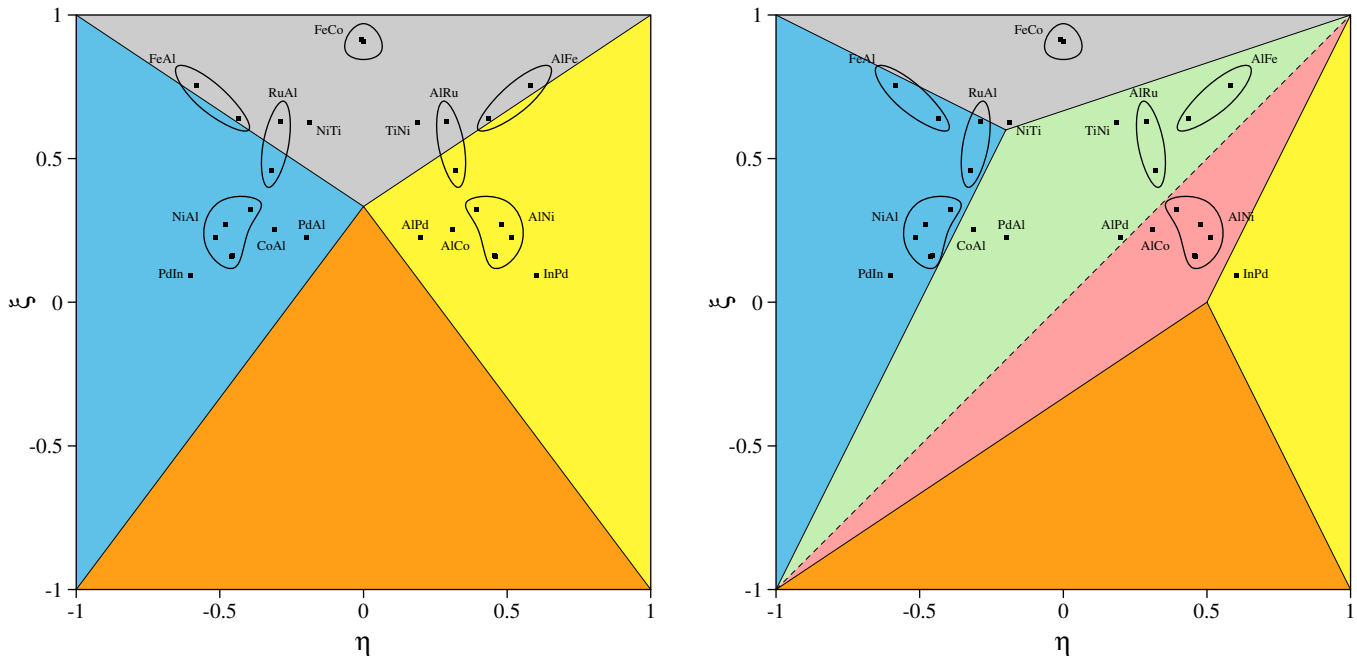 1
0.5
0
-0.5
-1
ξ
-1
-0.5
0
0.5
1
η
FeCo
FeAl
AlFe
RuAl
AlRu
NiTi
TiNi
NiAl
CoAl
PdAl
AlPd
AlCo
AlNi
PdIn
InPd
1
0.5
0
-0.5
-1
ξ
-1
-0.5
0
0.5
1
η
FeCo
FeAl
AlFe
RuAl
AlRu
NiTi
TiNi
NiAl
CoAl
PdAl
AlPd
AlCo
AlNi
PdIn
InPd